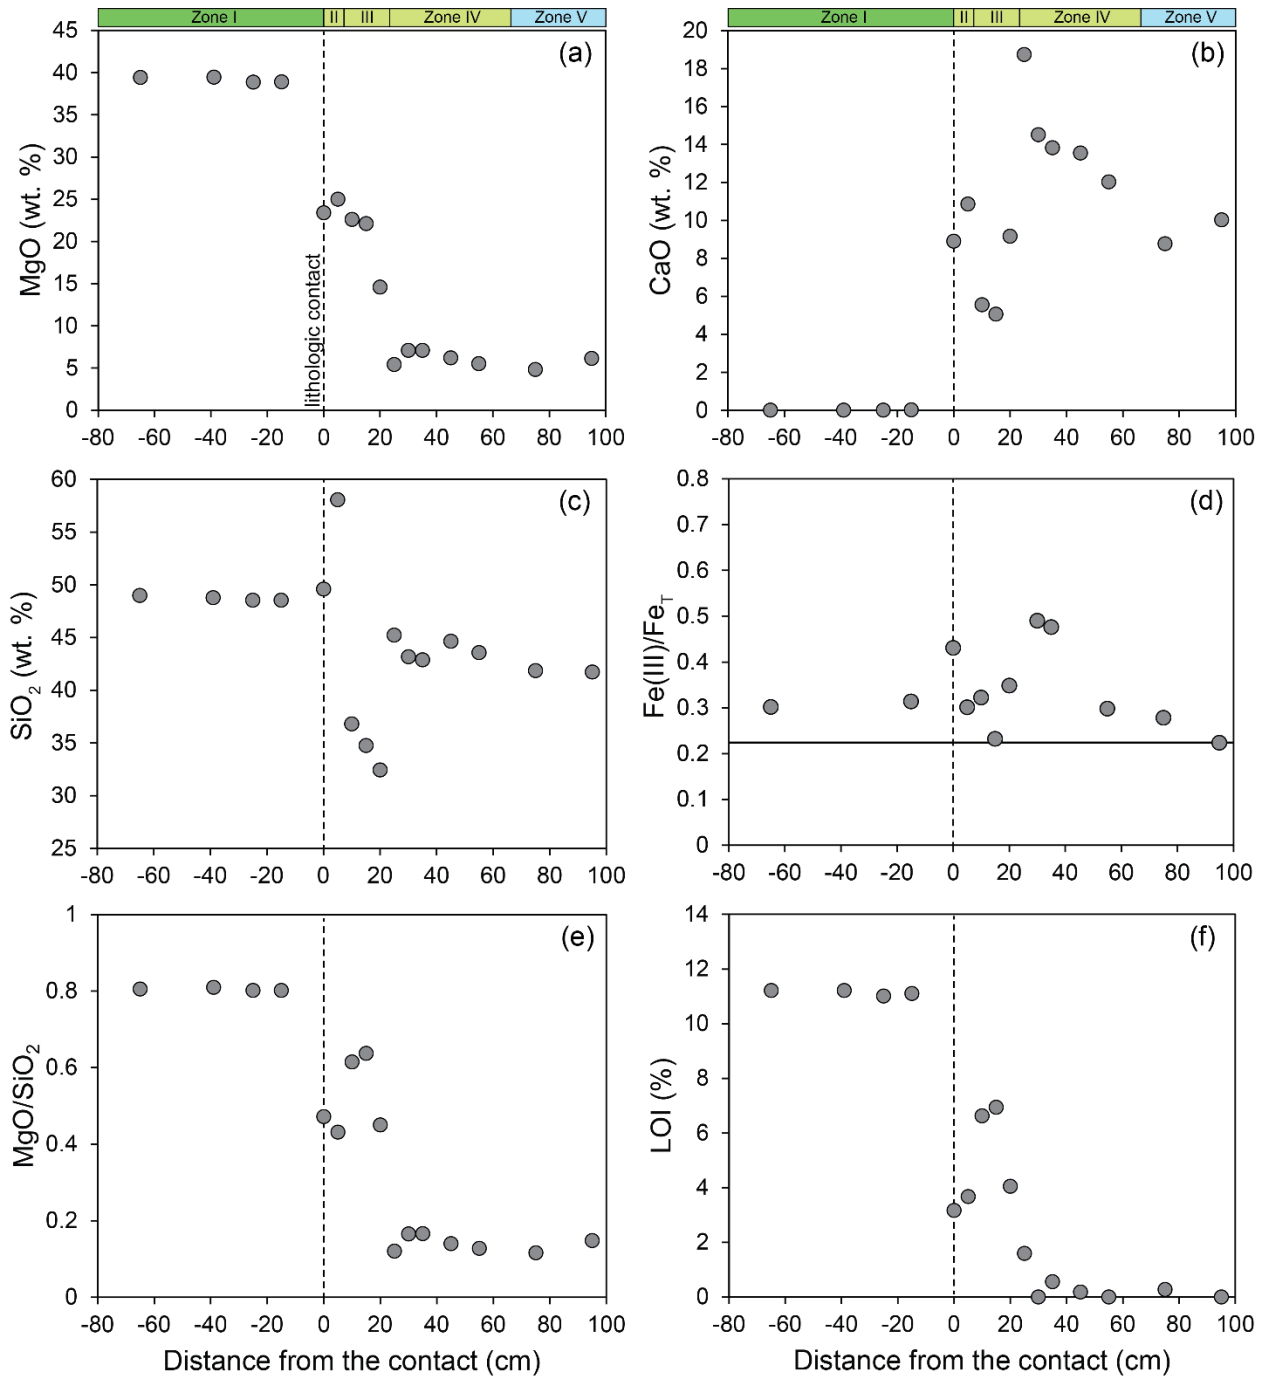 Zone I II III Zone IV Zone V
Zone I II III Zone IV Zone V
(a)
MgO (wt. %)
45
40
35
30
25
20
15
10
5
0
lithologic contact
-80 -60 -40 -20 0 20 40 60 80 100
(b)
CaO (wt. %)
20
18
16
14
12
10
8
6
4
2
0
-80 -60 -40 -20 0 20 40 60 80 100
(c)
SiO₂ (wt. %)
60
55
50
45
40
35
30
25
-80 -60 -40 -20 0 20 40 60 80 100
(d)
Fe(III)/Fe_T
0.8
0.7
0.6
0.5
0.4
0.3
0.2
0.1
0
-80 -60 -40 -20 0 20 40 60 80 100
(e)
MgO/SiO₂
1
0.8
0.6
0.4
0.2
0
-80 -60 -40 -20 0 20 40 60 80 100
Distance from the contact (cm)
(f)
LOI (%)
14
12
10
8
6
4
2
0
-80 -60 -40 -20 0 20 40 60 80 100
Distance from the contact (cm)